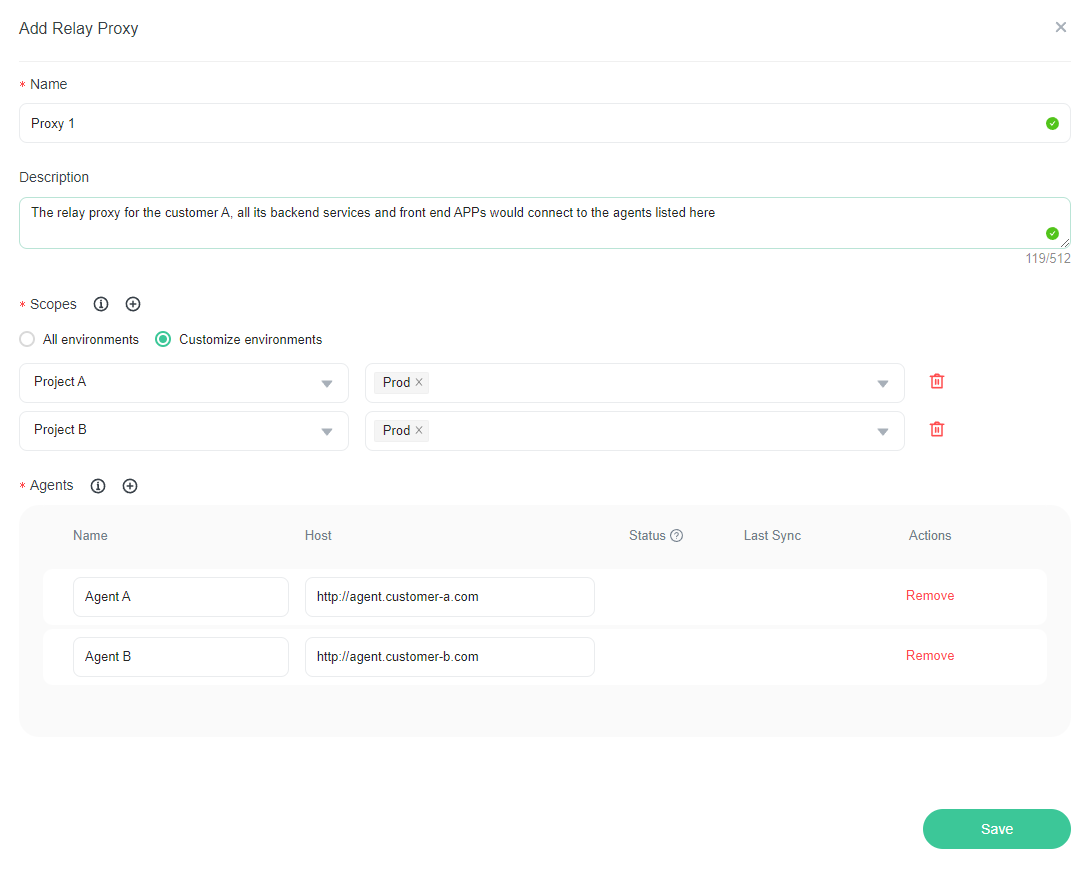 Add Relay Proxy
* Name
Proxy 1
Description
The relay proxy for the customer A, all its backend services and front end APPs would connect to the agents listed here
119/512
* Scopes
All environments Customize environments
Project A Prod
Project B Prod
* Agents
Name Host Status Last Sync Actions
Agent A http://agent.customer-a.com Remove
Agent B http://agent.customer-b.com Remove
Save